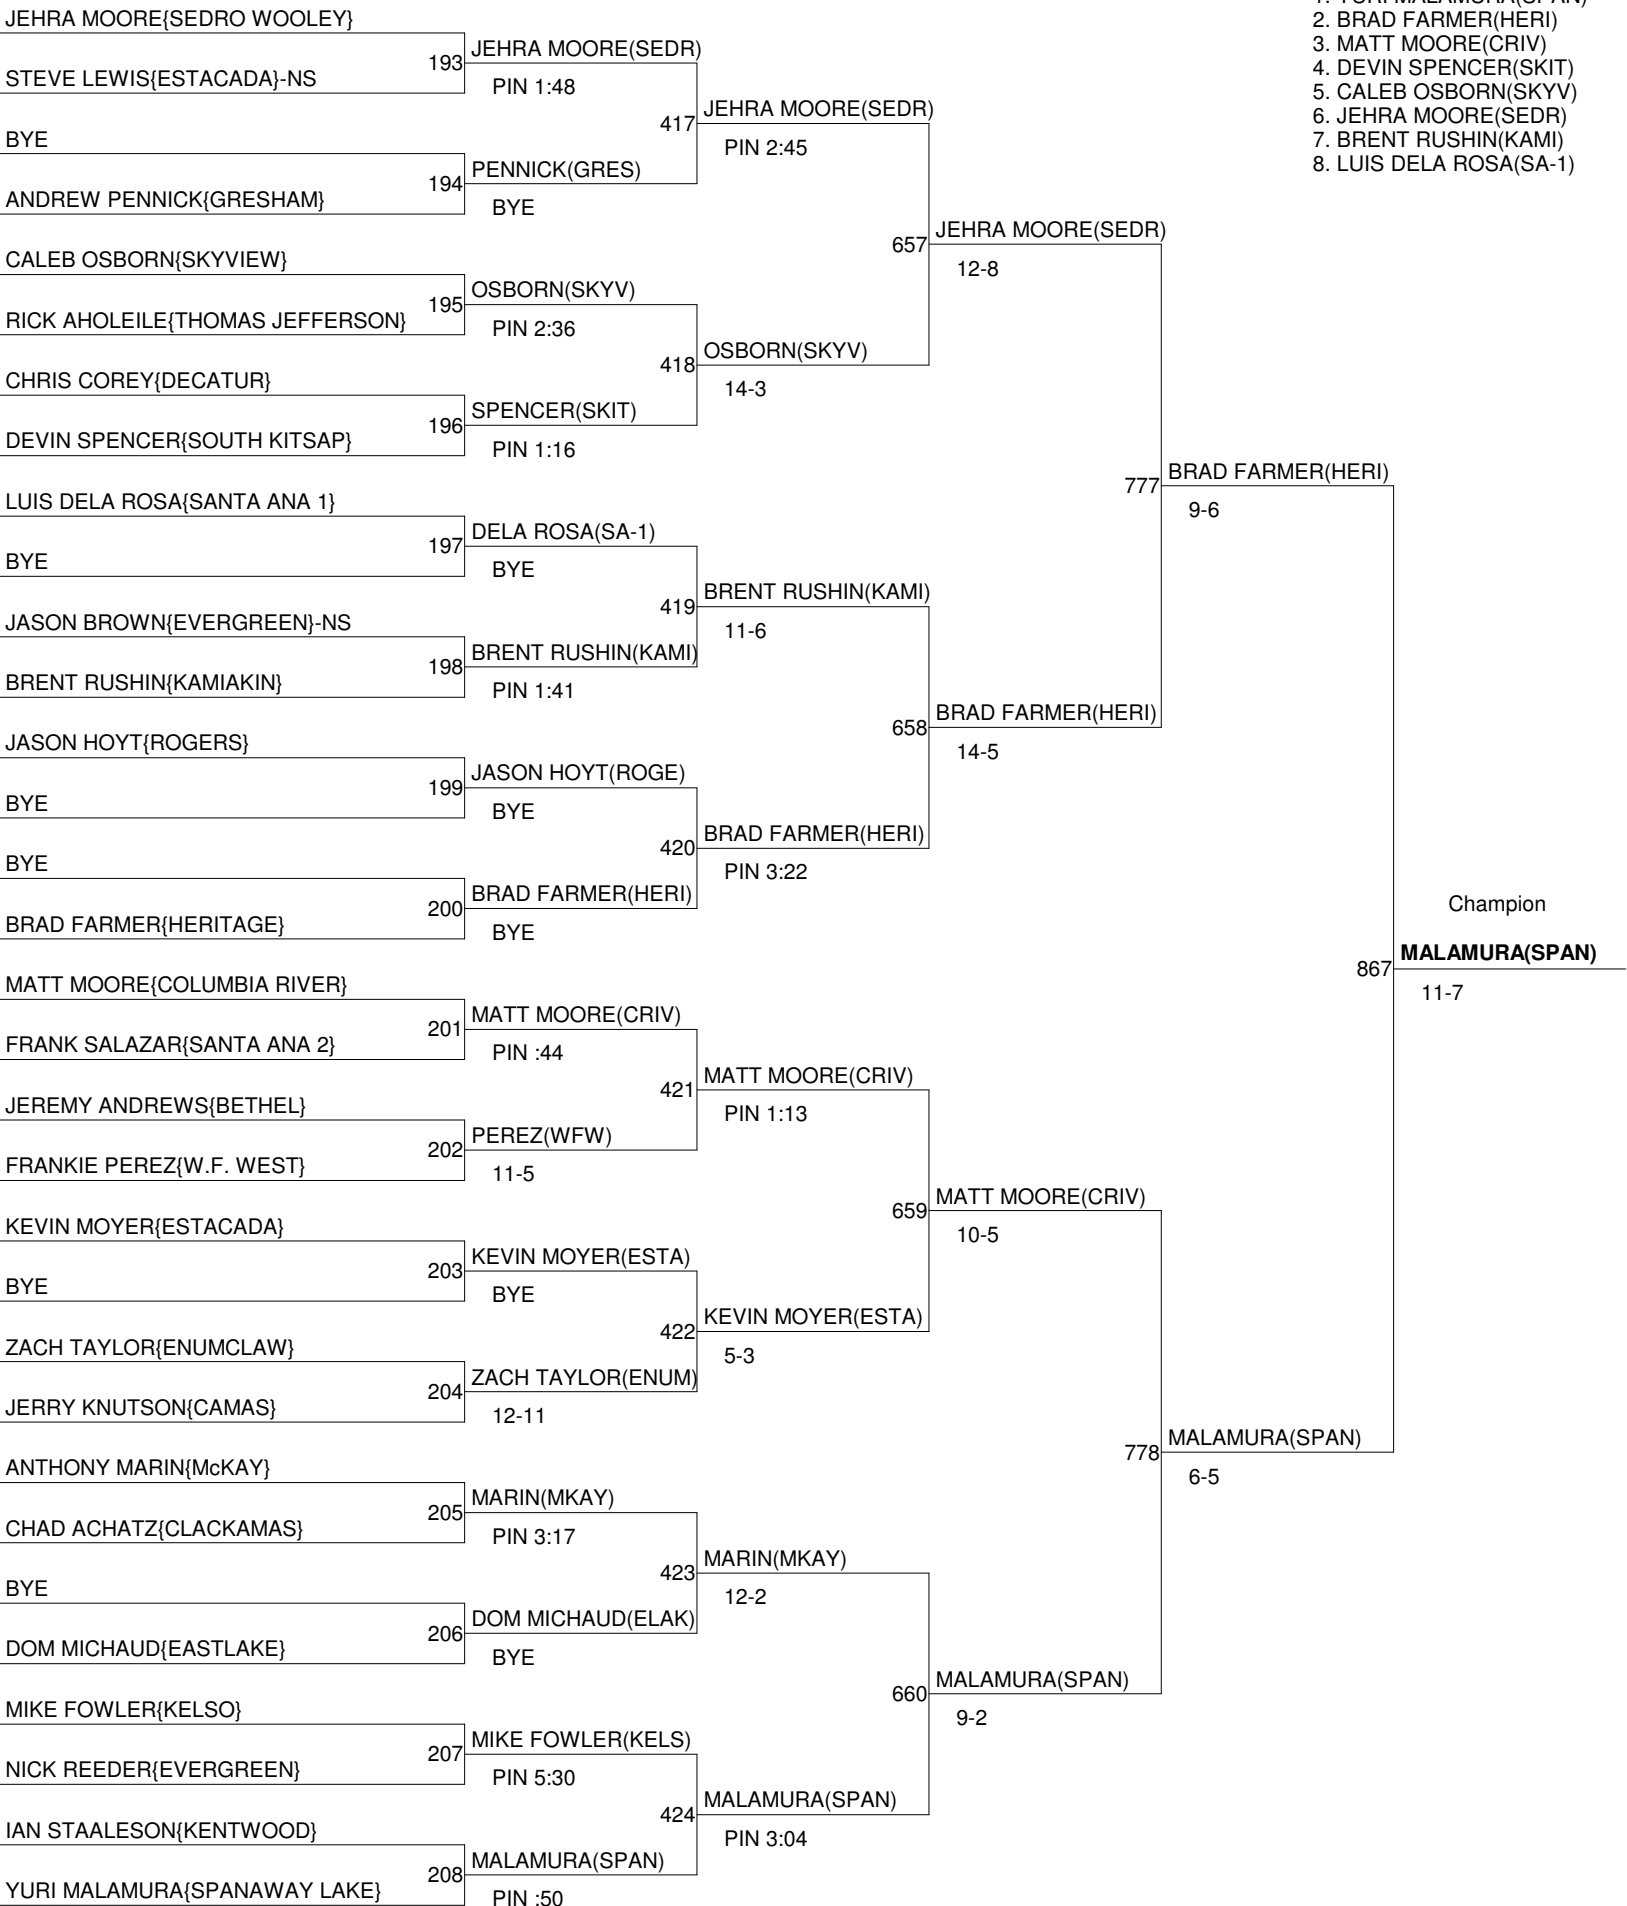 JEHRA MOORE{SEDRO WOOLEY}
STEVE LEWIS{ESTACADA}-NS
BYE
ANDREW PENNICK{GRESHAM}
CALEB OSBORN{SKYVIEW}
RICK AHOLEILE{THOMAS JEFFERSON}
CHRIS COREY{DECATUR}
DEVIN SPENCER{SOUTH KITSAP}
LUIS DELA ROSA{SANTA ANA 1}
BYE
JASON BROWN{EVERGREEN}-NS
BRENT RUSHIN{KAMIAKIN}
JASON HOYT{ROGERS}
BYE
BYE
BRAD FARMER{HERITAGE}
MATT MOORE{COLUMBIA RIVER}
FRANK SALAZAR{SANTA ANA 2}
JEREMY ANDREWS{BETHEL}
FRANKIE PEREZ{W.F. WEST}
KEVIN MOYER{ESTACADA}
BYE
ZACH TAYLOR{ENUMCLAW}
JERRY KNUTSON{CAMAS}
ANTHONY MARIN{McKAY}
CHAD ACHATZ{CLACKAMAS}
BYE
DOM MICHAUD{EASTLAKE}
MIKE FOWLER{KELSO}
NICK REEDER{EVERGREEN}
IAN STAALESON{KENTWOOD}
YURI MALAMURA{SPANAWAY LAKE}
193 JEHRA MOORE(SEDR)
PIN 1:48
194 PENNICK(GRES)
BYE
195 OSBORN(SKYV)
PIN 2:36
196 SPENCER(SKIT)
PIN 1:16
197 DELA ROSA(SA-1)
BYE
198 BRENT RUSHIN(KAMI)
PIN 1:41
199 JASON HOYT(ROGE)
BYE
200 BRAD FARMER(HERI)
BYE
201 MATT MOORE(CRIV)
PIN :44
202 PEREZ(WFW)
11-5
203 KEVIN MOYER(ESTA)
BYE
204 ZACH TAYLOR(ENUM)
12-11
205 MARIN(MKAY)
PIN 3:17
206 DOM MICHAUD(ELAK)
BYE
207 MIKE FOWLER(KELS)
PIN 5:30
208 MALAMURA(SPAN)
PIN :50
417 JEHRA MOORE(SEDR)
PIN 2:45
418 OSBORN(SKYV)
14-3
419 BRENT RUSHIN(KAMI)
11-6
420 BRAD FARMER(HERI)
PIN 3:22
421 MATT MOORE(CRIV)
PIN 1:13
422 KEVIN MOYER(ESTA)
5-3
423 MARIN(MKAY)
12-2
424 MALAMURA(SPAN)
PIN 3:04
657 JEHRA MOORE(SEDR)
12-8
658 BRAD FARMER(HERI)
14-5
659 MATT MOORE(CRIV)
10-5
660 MALAMURA(SPAN)
9-2
777 BRAD FARMER(HERI)
9-6
778 MALAMURA(SPAN)
6-5
Champion
867 MALAMURA(SPAN)
11-7
1. YURI MALAMURA(SPAN)
2. BRAD FARMER(HERI)
3. MATT MOORE(CRIV)
4. DEVIN SPENCER(SKIT)
5. CALEB OSBORN(SKYV)
6. JEHRA MOORE(SEDR)
7. BRENT RUSHIN(KAMI)
8. LUIS DELA ROSA(SA-1)